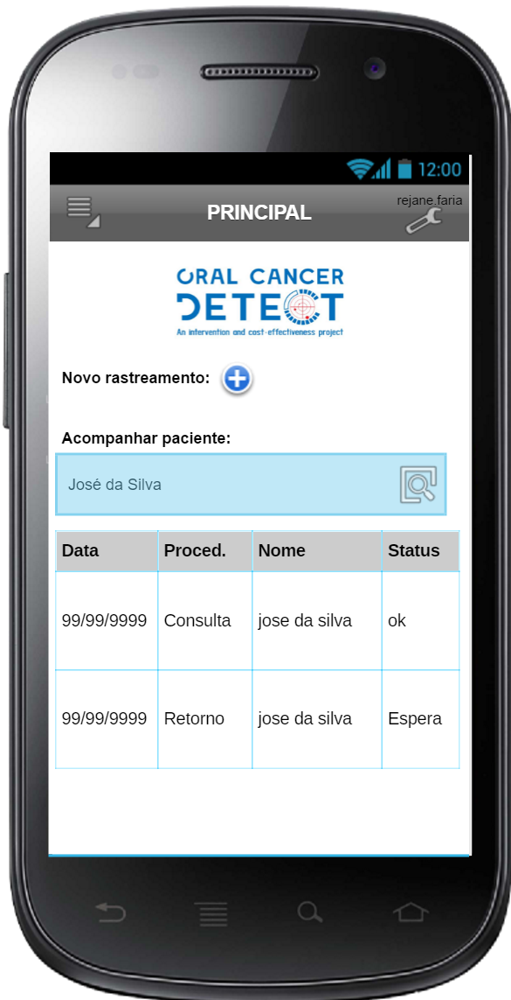 12:00
rejane.faria
PRINCIPAL
ORAL CANCER
DETECT
An intervention and cost-effectiveness project
Novo rastreamento:
Acompanhar paciente:
José da Silva
Data Proced. Nome Status
99/99/9999 Consulta jose da silva ok
99/99/9999 Retorno jose da silva Espera